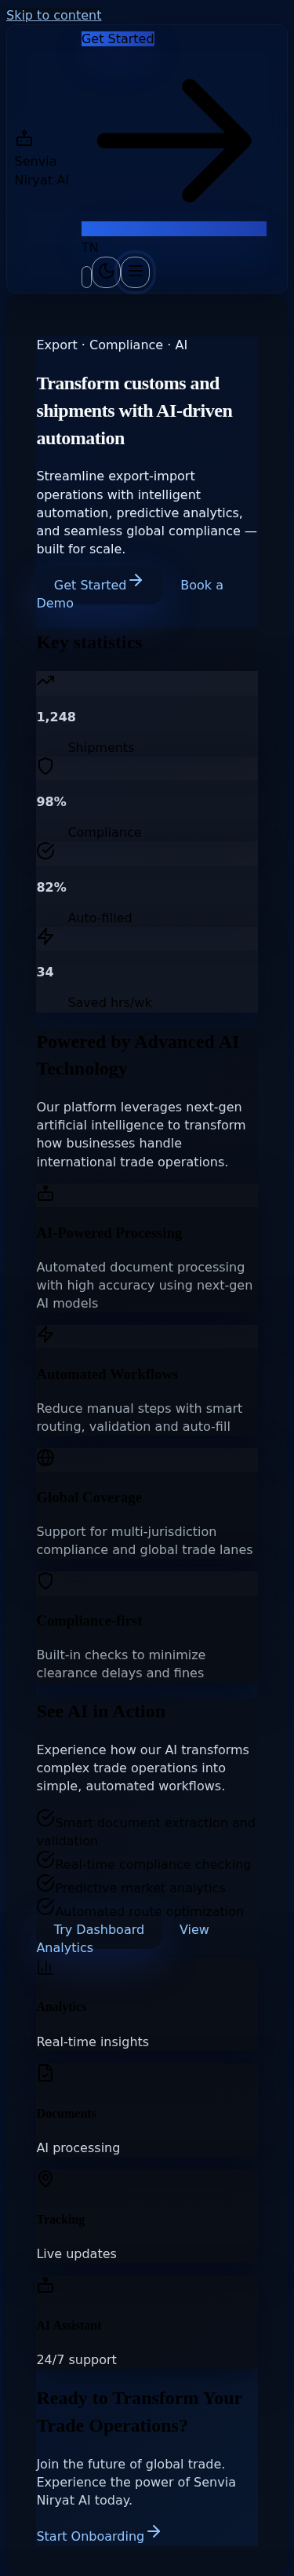 Skip to content
Get Started
Senvia
Niryat AI
TN
Export · Compliance · AI
Transform customs and
shipments with AI-driven
automation
Streamline export-import
operations with intelligent
automation, predictive analytics,
and seamless global compliance —
built for scale.
Get Started
Book a
Demo
Key statistics
1,248
Shipments
98%
Compliance
82%
Auto-filled
34
Saved hrs/wk
Powered by Advanced AI
Technology
Our platform leverages next-gen
artificial intelligence to transform
how businesses handle
international trade operations.
AI-Powered Processing
Automated document processing
with high accuracy using next-gen
AI models
Automated Workflows
Reduce manual steps with smart
routing, validation and auto-fill
Global Coverage
Support for multi-jurisdiction
compliance and global trade lanes
Compliance-first
Built-in checks to minimize
clearance delays and fines
See AI in Action
Experience how our AI transforms
complex trade operations into
simple, automated workflows.
Smart document extraction and
validation
Real-time compliance checking
Predictive market analytics
Automated route optimization
Try Dashboard
View
Analytics
Analytics
Real-time insights
Documents
AI processing
Tracking
Live updates
AI Assistant
24/7 support
Ready to Transform Your
Trade Operations?
Join the future of global trade.
Experience the power of Senvia
Niryat AI today.
Start Onboarding